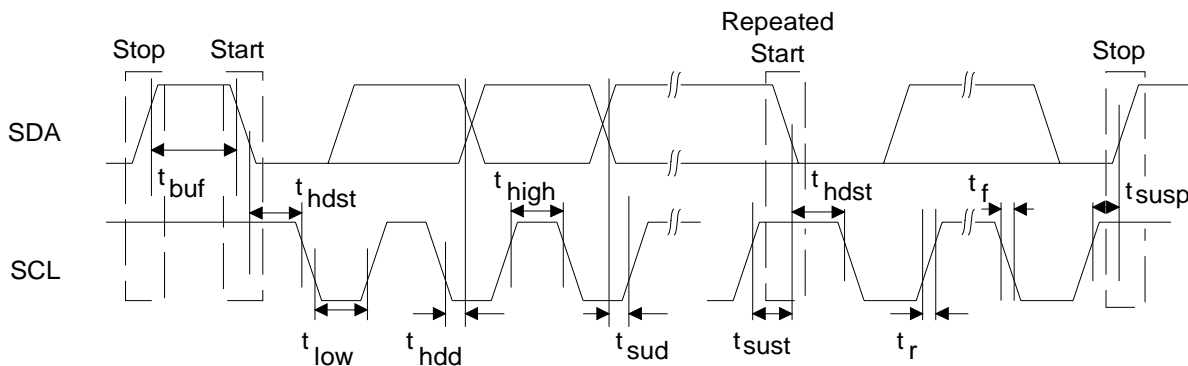 Repeated
Stop Start Start Stop
SDA
t buf t hdst t high t hdst t f t susp
SCL
t low t hdd t sud t sust t r